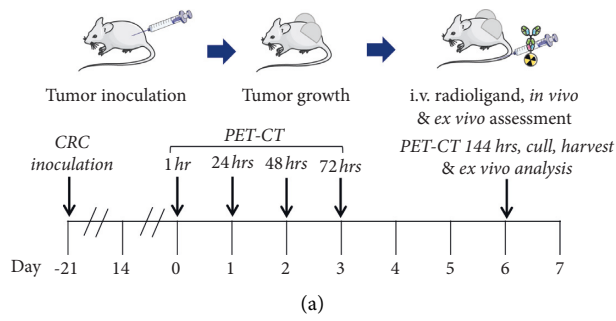 Tumor inoculation
Tumor growth
i.v. radioligand, in vivo
& ex vivo assessment
CRC
inoculation
PET-CT
1 hr
24 hrs
48 hrs
72 hrs
PET-CT 144 hrs, cull, harvest
& ex vivo analysis
Day
-21
14
0
1
2
3
4
5
6
7
(a)